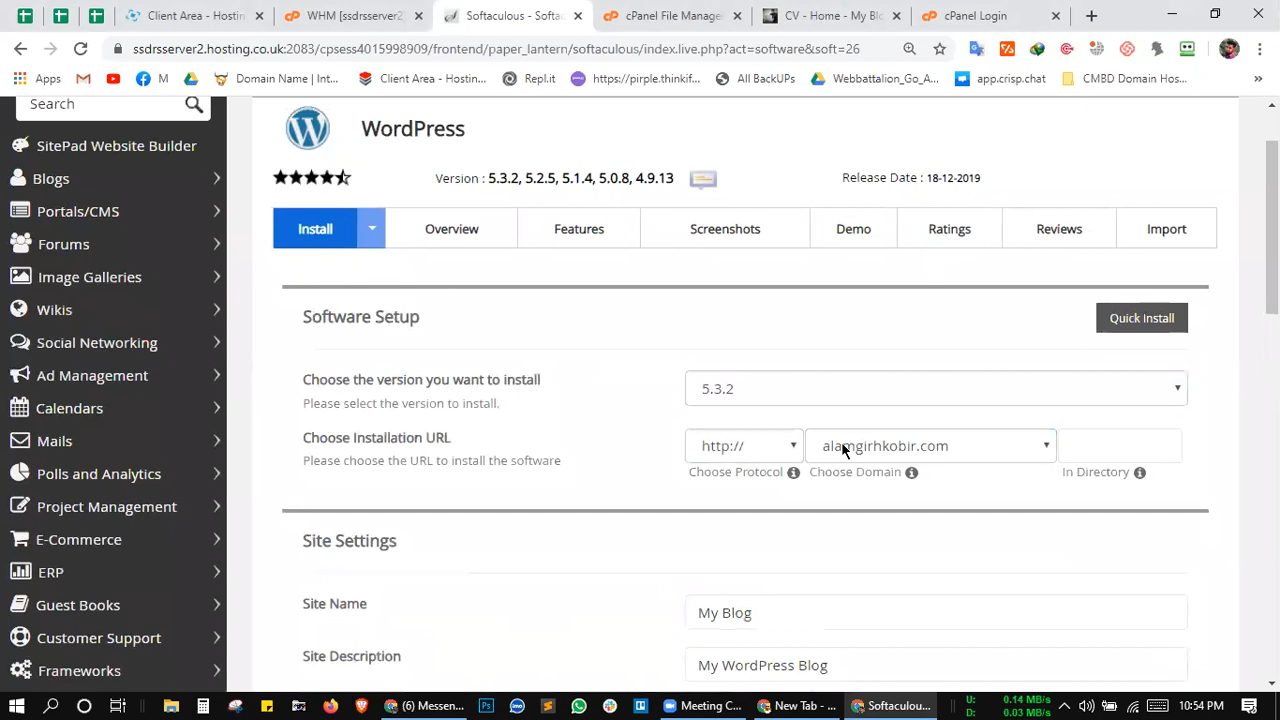 Client Area - Hostin
WHM [ssdrsserver2
Softaculous - Softac
cPanel File Manage
CV - Home - My Blo
cPanel Login
ssdrsserver2.hosting.co.uk:2083/cpsess4015998909/frontend/paper_lantern/softaculous/index.live.php?act=software&soft=26
Apps
M
Domain Name | Int...
Client Area - Hostin...
Repl.it
https://pirple.thinkif...
All BackUPs
Webbattalion_Go_A...
app.crisp.chat
CMBD Domain Hos...
Search
SitePad Website Builder
Blogs
Portals/CMS
Forums
Image Galleries
Wikis
Social Networking
Ad Management
Calendars
Mails
Polls and Analytics
Project Management
E-Commerce
ERP
Guest Books
Customer Support
Frameworks
WordPress
Version : 5.3.2, 5.2.5, 5.1.4, 5.0.8, 4.9.13
Release Date : 18-12-2019
Install
Overview
Features
Screenshots
Demo
Ratings
Reviews
Import
Software Setup
Quick Install
Choose the version you want to install
Please select the version to install.
5.3.2
Choose Installation URL
Please choose the URL to install the software
http://
alamgirhkobir.com
Choose Protocol
Choose Domain
In Directory
Site Settings
Site Name
My Blog
Site Description
My WordPress Blog
(6) Messen...
Meeting C...
New Tab - ...
Softaculou...
U: 0.14 MB/s
D: 0.03 MB/s
10:54 PM